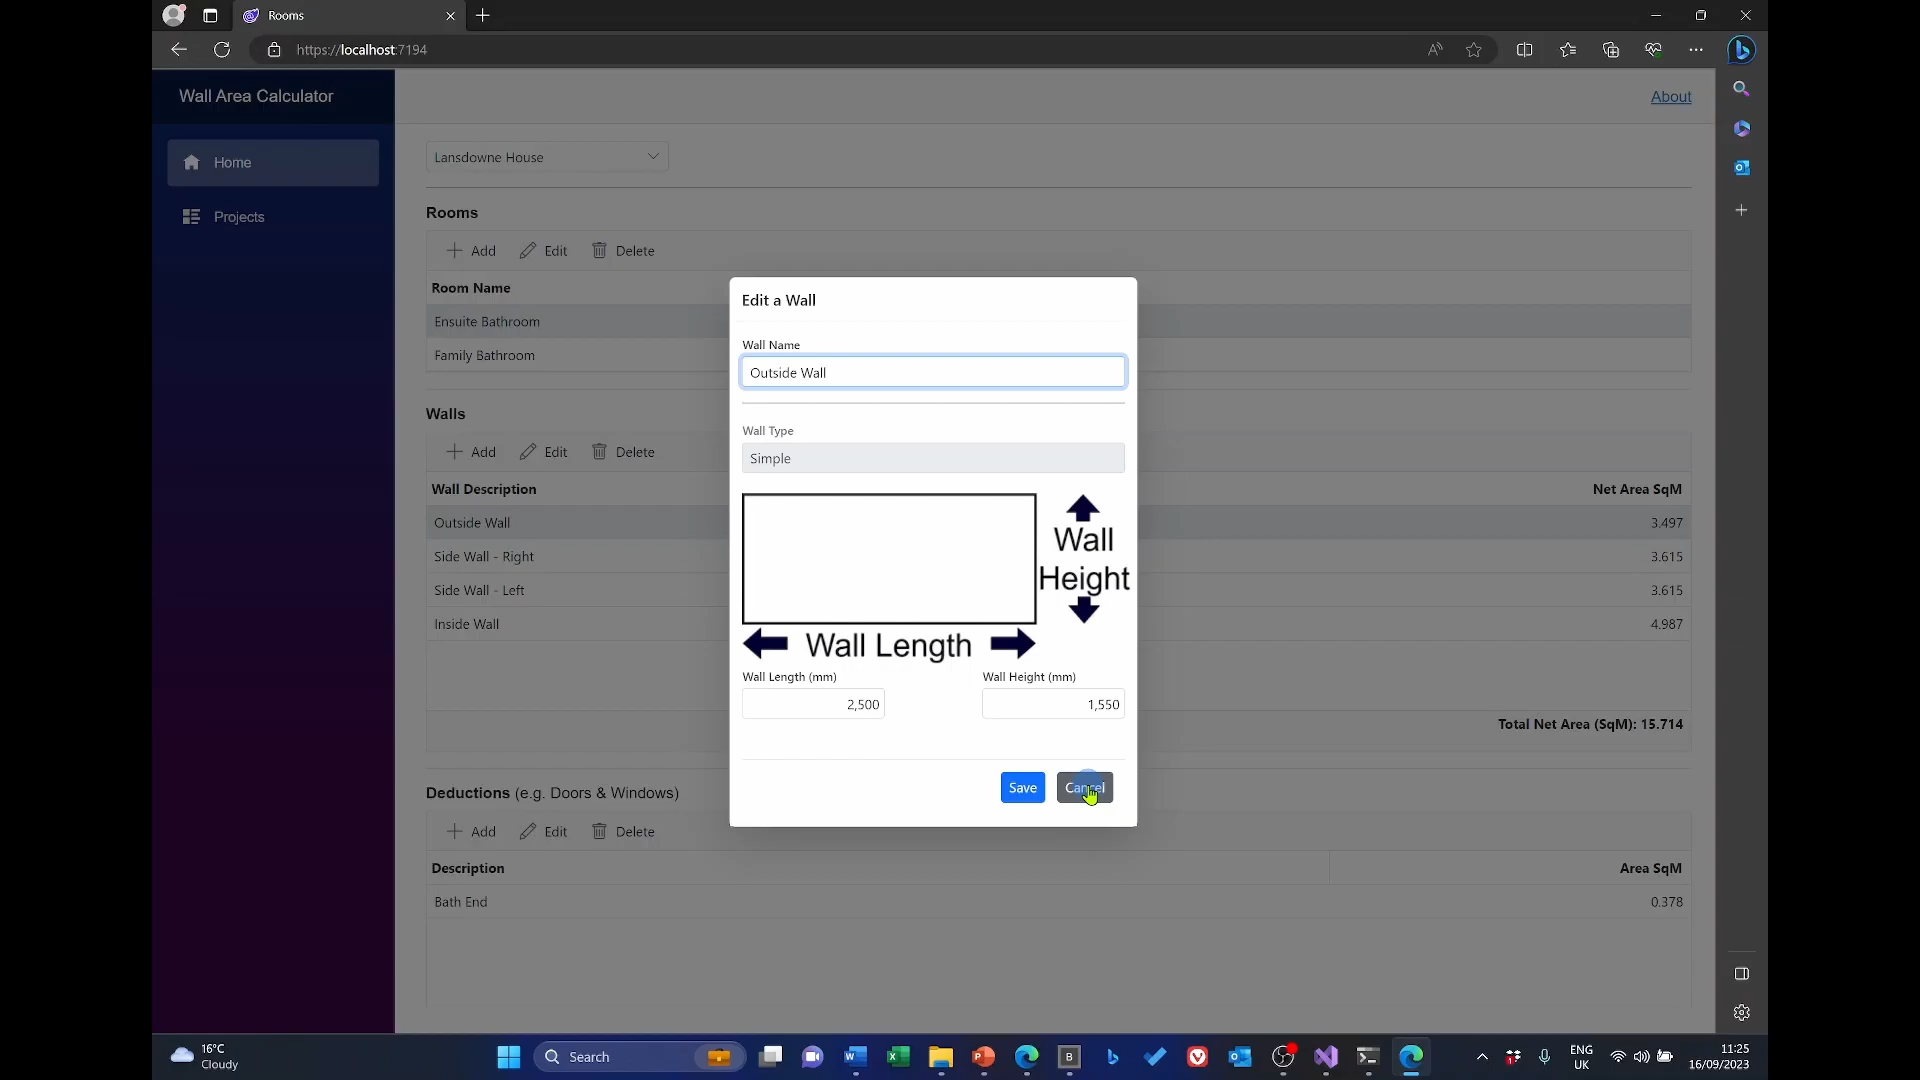 Rooms
https://localhost:7194
Wall Area Calculator
About
Home
Projects
Lansdowne House
Rooms
Add Edit Delete
Room Name
Ensuite Bathroom
Family Bathroom
Walls
Add Edit Delete
Wall Description Net Area SqM
Outside Wall 3.497
Side Wall - Right 3.615
Side Wall - Left 3.615
Inside Wall 4.987
Total Net Area (SqM): 15.714
Deductions (e.g. Doors & Windows)
Add Edit Delete
Description Area SqM
Bath End 0.378
Edit a Wall
Wall Name
Outside Wall
Wall Type
Simple
Wall
Height
Wall Length
Wall Length (mm) Wall Height (mm)
2,500 1,550
Save Cancel
16°C
Cloudy
Search
ENG
UK
11:25
16/09/2023